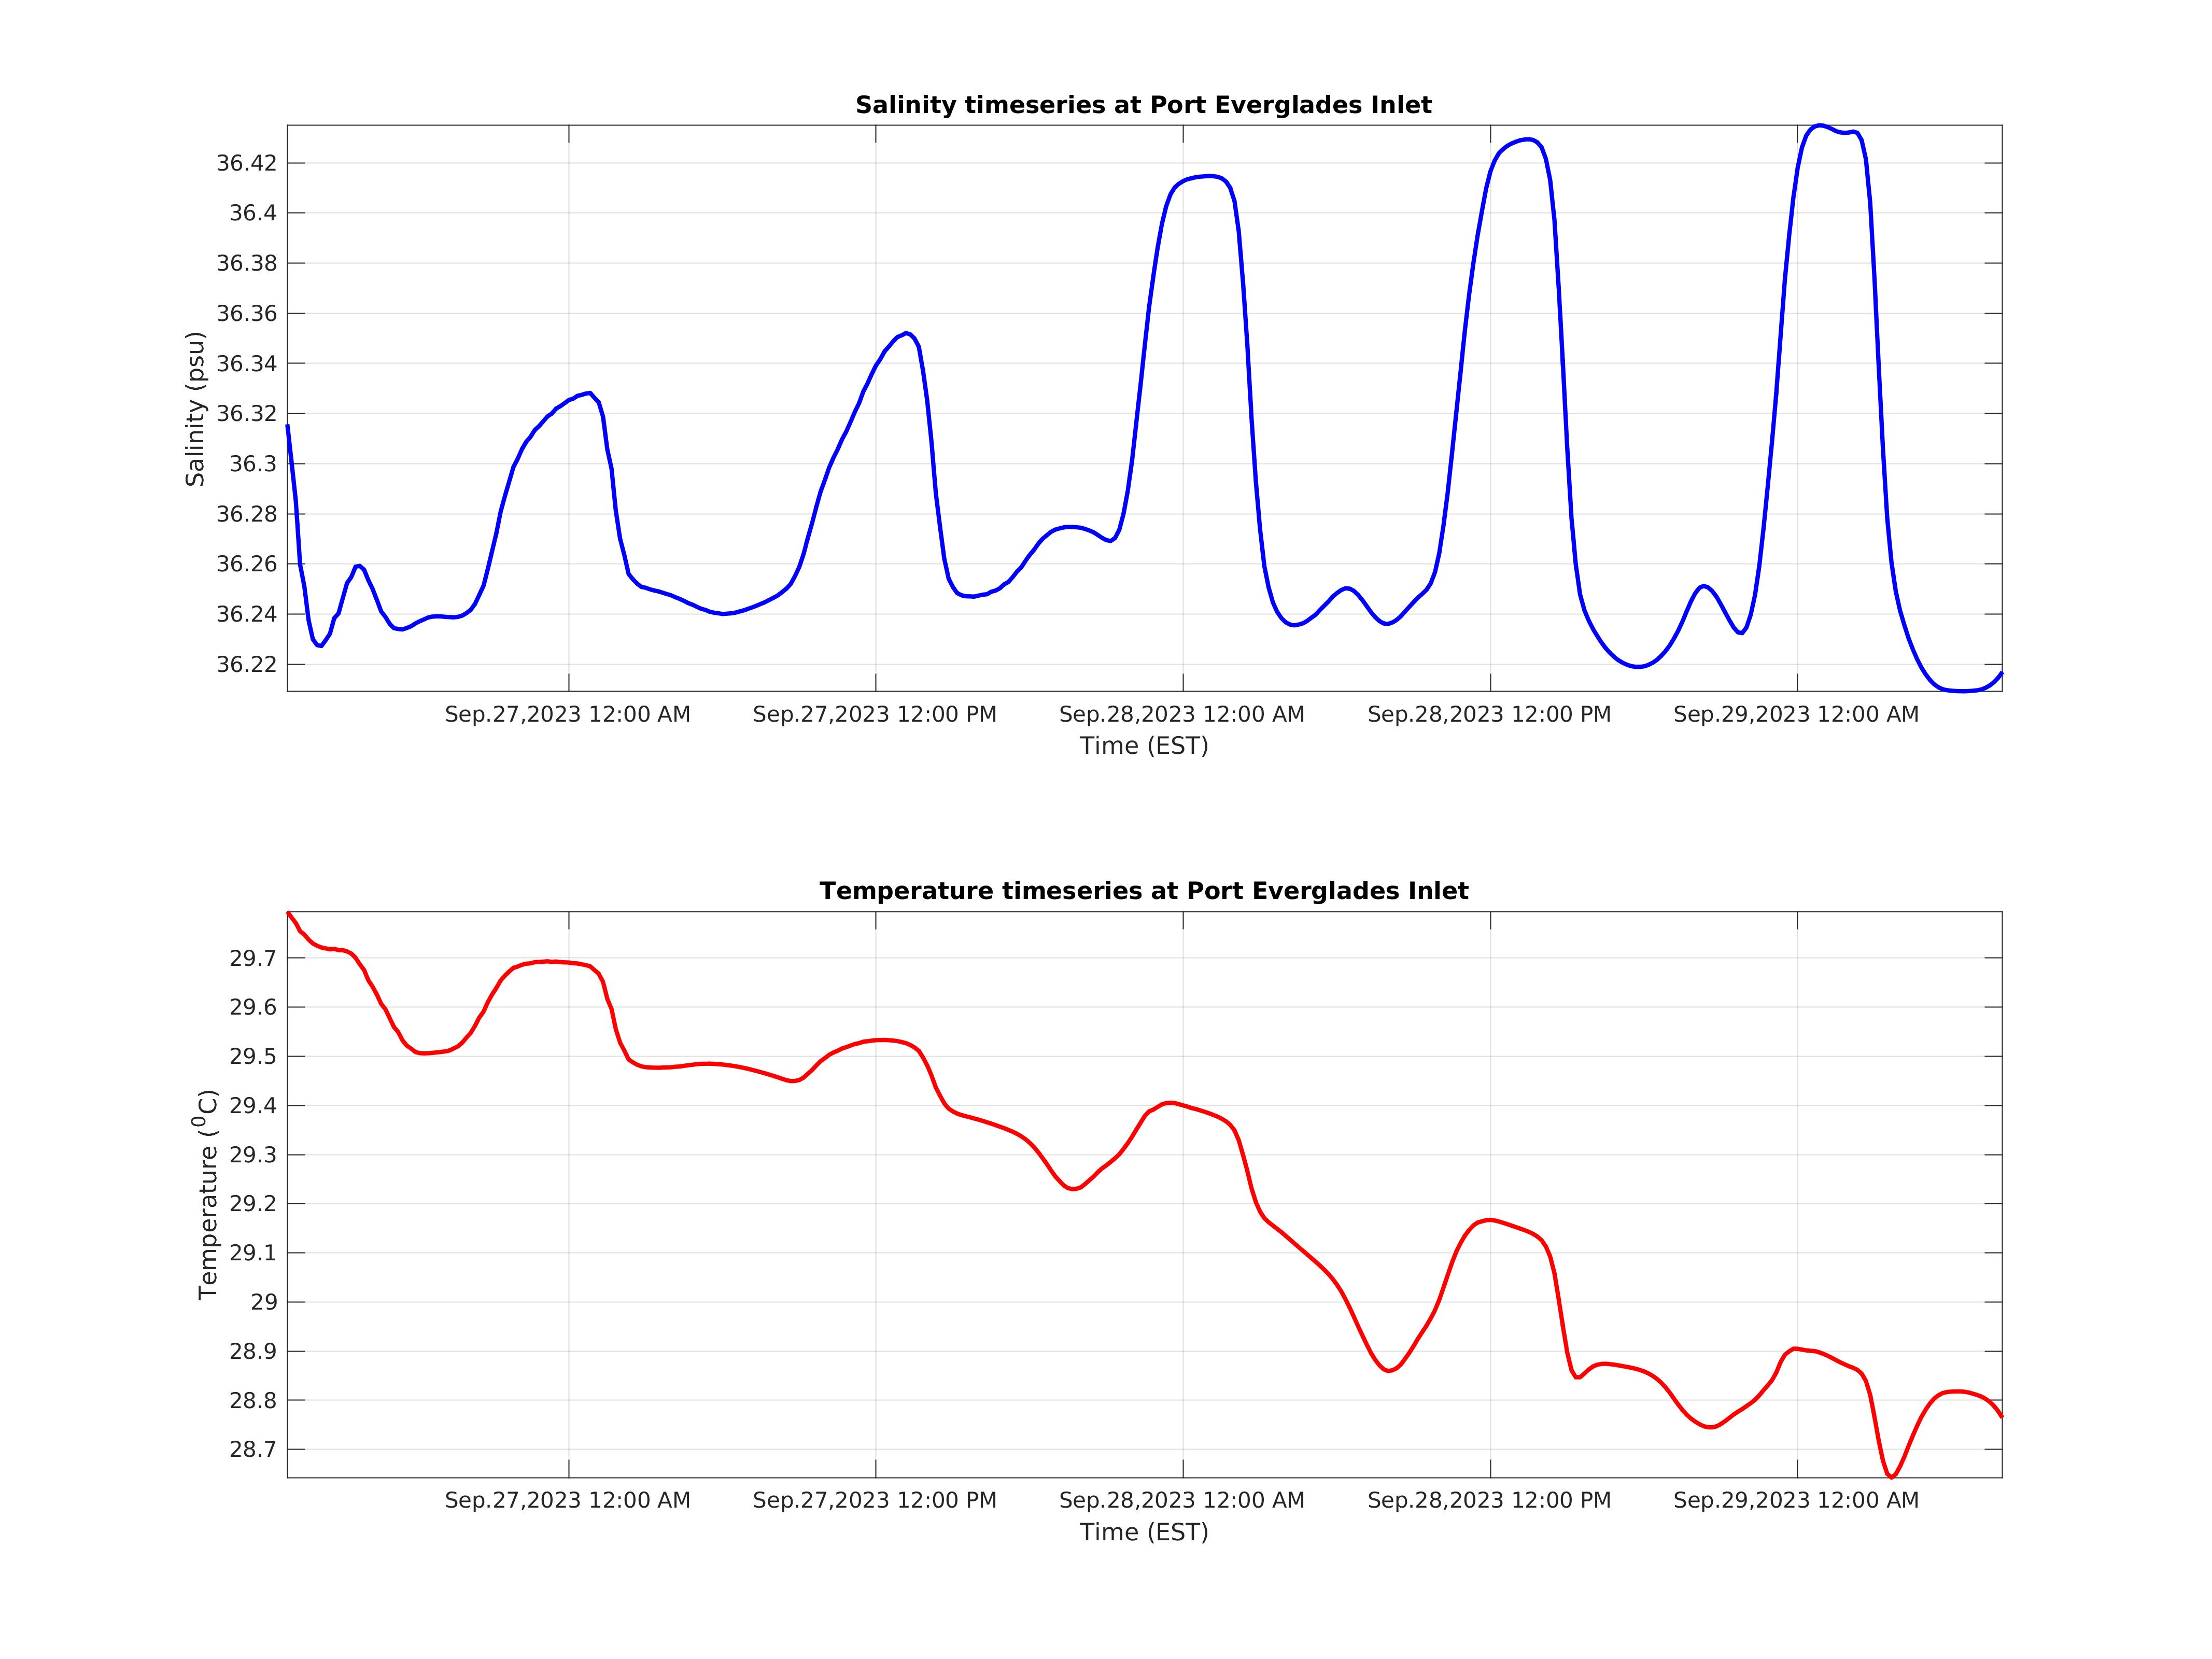 Salinity timeseries at Port Everglades Inlet
36.42
36.4
36.38
36.36
36.34
36.32
36.3
36.28
36.26
36.24
36.22
Salinity (psu)
Sep.27,2023 12:00 AM Sep.27,2023 12:00 PM Sep.28,2023 12:00 AM Sep.28,2023 12:00 PM Sep.29,2023 12:00 AM
Time (EST)
Temperature timeseries at Port Everglades Inlet
29.7
29.6
29.5
29.4
29.3
29.2
29.1
29
28.9
28.8
28.7
Temperature (⁰C)
Sep.27,2023 12:00 AM Sep.27,2023 12:00 PM Sep.28,2023 12:00 AM Sep.28,2023 12:00 PM Sep.29,2023 12:00 AM
Time (EST)